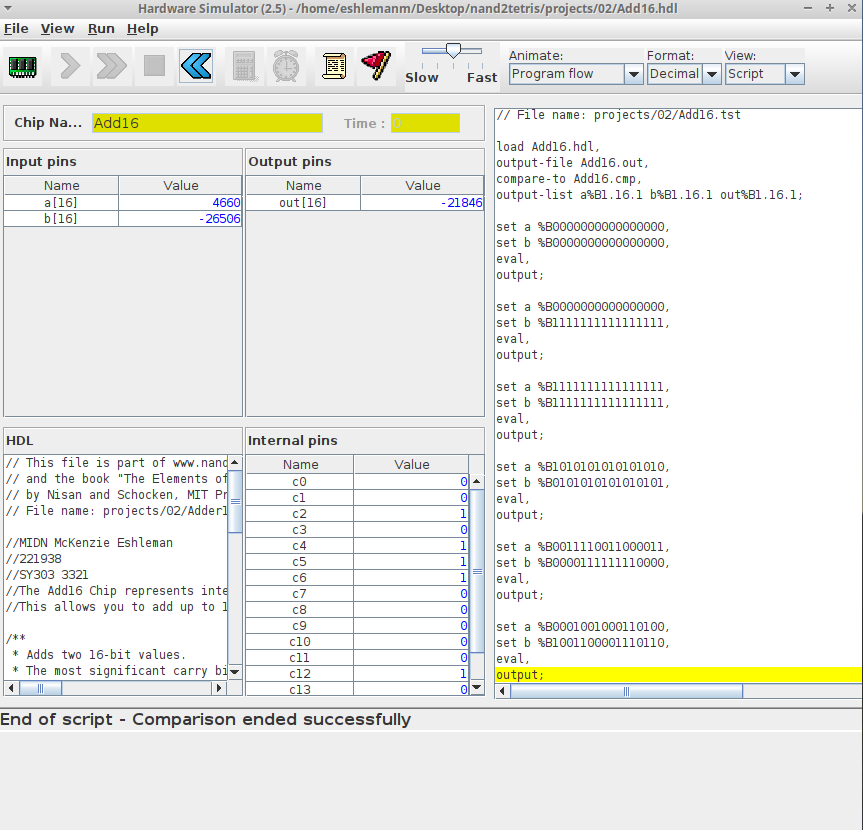 Hardware Simulator (2.5) - /home/eshlemanm/Desktop/nand2tetris/projects/02/Add16.hdl
File View Run Help
Slow Fast
Animate: Format: View:
Program flow Decimal Script
Chip Na... Add16 Time : 0
Input pins
Name Value
a[16] 4660
b[16] -26506
Output pins
Name Value
out[16] -21846
HDL
// This file is part of www.nand
// and the book "The Elements of
// by Nisan and Schocken, MIT Pr
// File name: projects/02/Adder1
//MIDN McKenzie Eshleman
//221938
//SY303 3321
//The Add16 Chip represents inte
//This allows you to add up to 1
/**
* Adds two 16-bit values.
* The most significant carry bi
Internal pins
Name Value
c0 0
c1 0
c2 1
c3 0
c4 1
c5 1
c6 1
c7 0
c8 0
c9 0
c10 0
c11 0
c12 1
c13 0
// File name: projects/02/Add16.tst
load Add16.hdl,
output-file Add16.out,
compare-to Add16.cmp,
output-list a%B1.16.1 b%B1.16.1 out%B1.16.1;
set a %B0000000000000000,
set b %B0000000000000000,
eval,
output;
set a %B0000000000000000,
set b %B1111111111111111,
eval,
output;
set a %B1111111111111111,
set b %B1111111111111111,
eval,
output;
set a %B1010101010101010,
set b %B0101010101010101,
eval,
output;
set a %B0011110011000011,
set b %B0000111111110000,
eval,
output;
set a %B0001001000110100,
set b %B1001100001110110,
eval,
output;
End of script - Comparison ended successfully